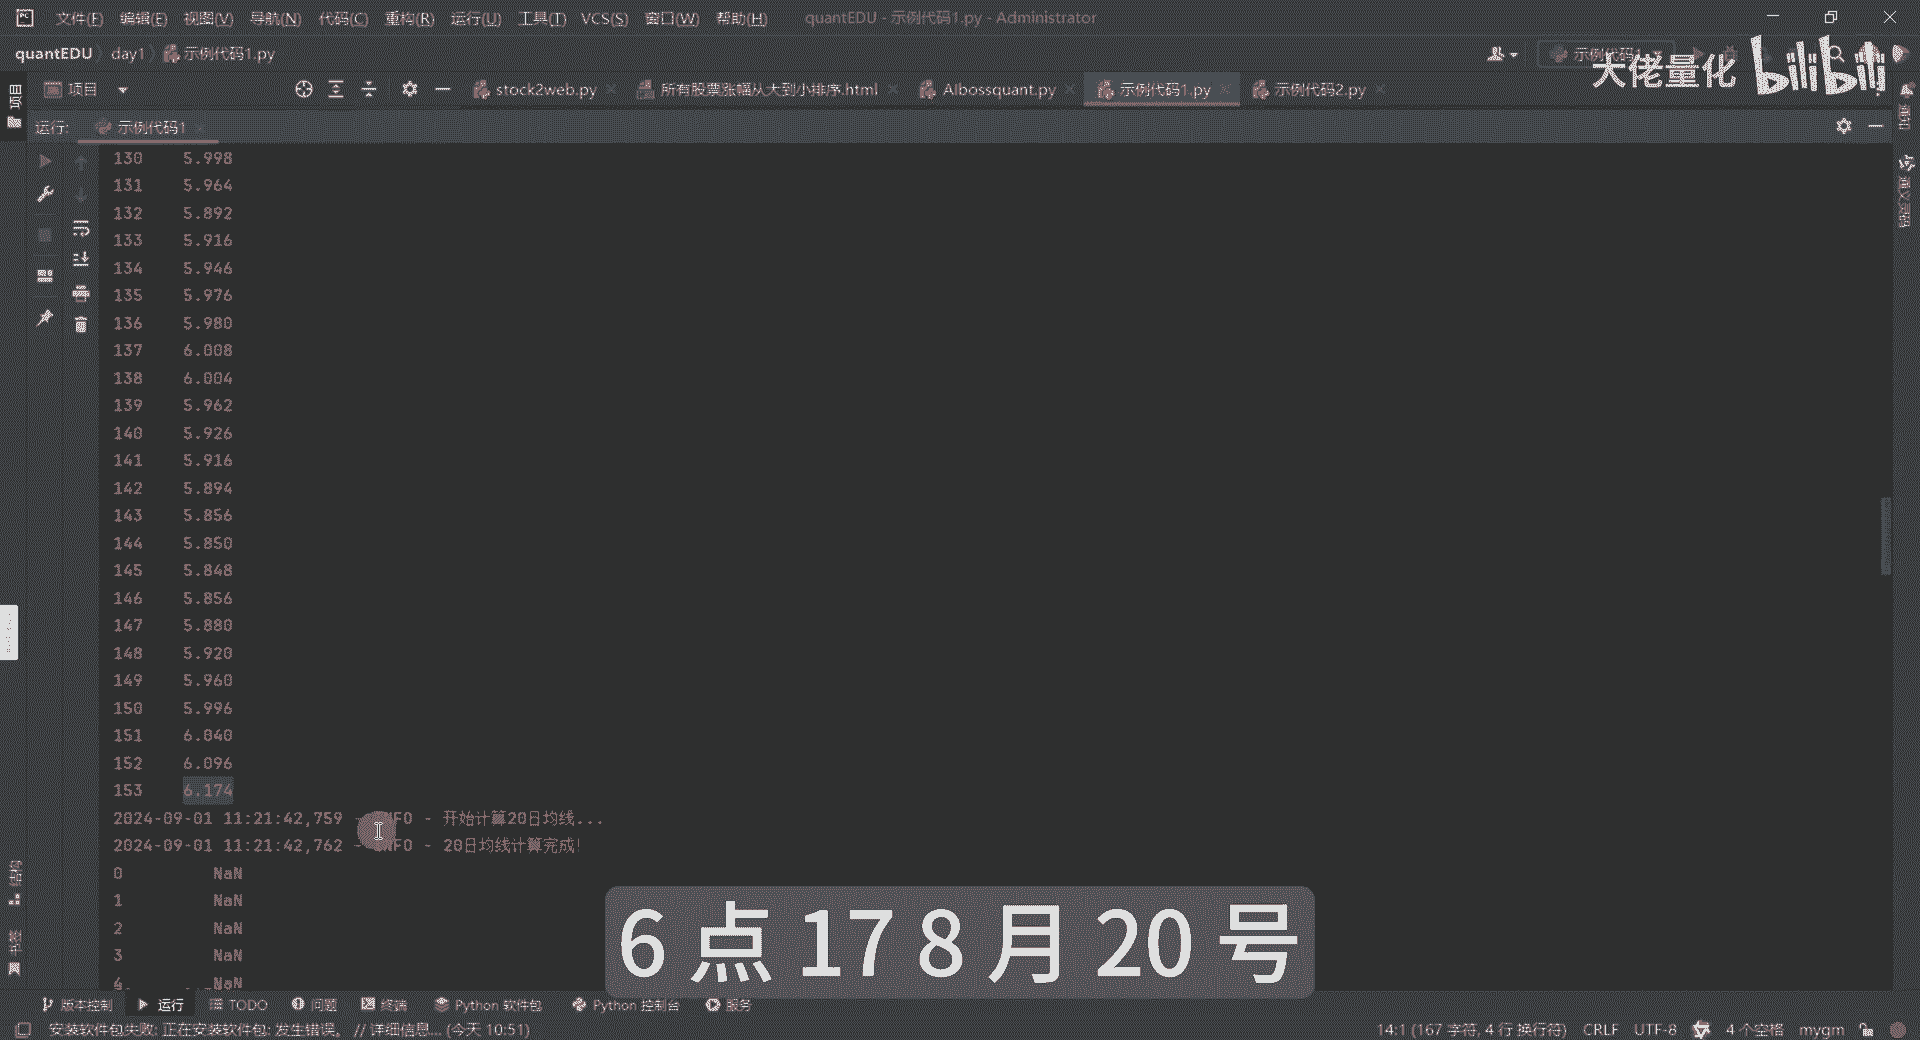 文件(F) 编辑(E) 视图(V) 导航(N) 代码(C) 重构(R) 运行(U) 工具(T) VCS(S) 窗口(W) 帮助(H) quantEDU - 示例代码1.py - Administrator
quantEDU day1 示例代码1.py 示例代码1
大佬量化 bilibili
项目 项目 stock2web.py 所有股票涨幅从大到小排序.html AIbossquant.py 示例代码1.py 示例代码2.py
运行: 示例代码1
130 5.998
131 5.964
132 5.892
133 5.916
134 5.946
135 5.976
136 5.980
137 6.008
138 6.004
139 5.962
140 5.926
141 5.916
142 5.894
143 5.856
144 5.850
145 5.848
146 5.856
147 5.880
148 5.920
149 5.960
150 5.996
151 6.040
152 6.096
153 6.174
2024-09-01 11:21:42,759 - INFO - 开始计算20日均线...
2024-09-01 11:21:42,762 - INFO - 20日均线计算完成!
0 NaN
1 NaN
2 NaN
3 NaN
4 NaN
结构
书签
6 点 17 8 月 20 号
版本控制 运行 TODO 问题 终端 Python 软件包 Python 控制台 服务
安装软件包失败: 正在安装软件包: 发生错误。 // 详细信息... (今天 10:51) 14:1 (167 字符, 4 行 换行符) CRLF UTF-8 4 个空格 mygm